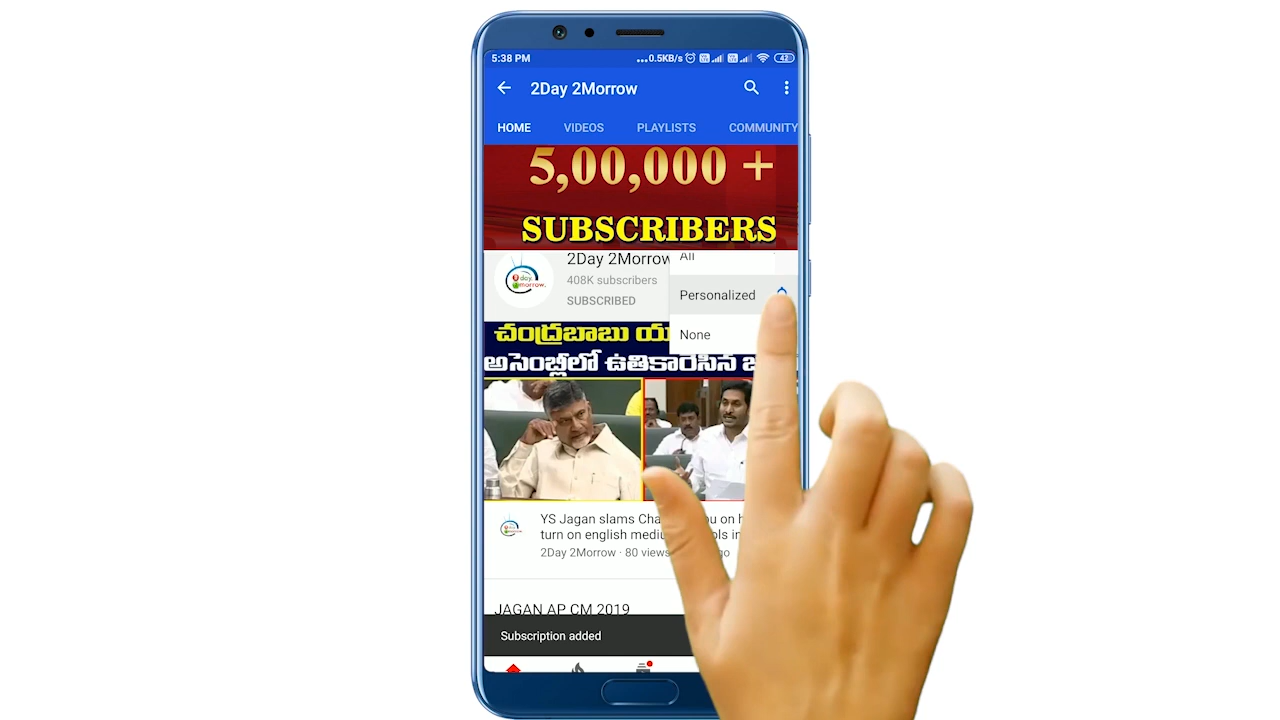 5:38 PM
...0.5KB/s
42
2Day 2Morrow
HOME VIDEOS PLAYLISTS COMMUNITY
5,00,000 +
SUBSCRIBERS
2Day 2Morrow
408K subscribers
SUBSCRIBED
All
Personalized
None
చంద్రబాబు
అసెంబ్లీలో ఉతికారేసిన
YS Jagan slams
turn on english
2Day 2Morrow · 80 views
JAGAN AP CM 2019
Subscription added